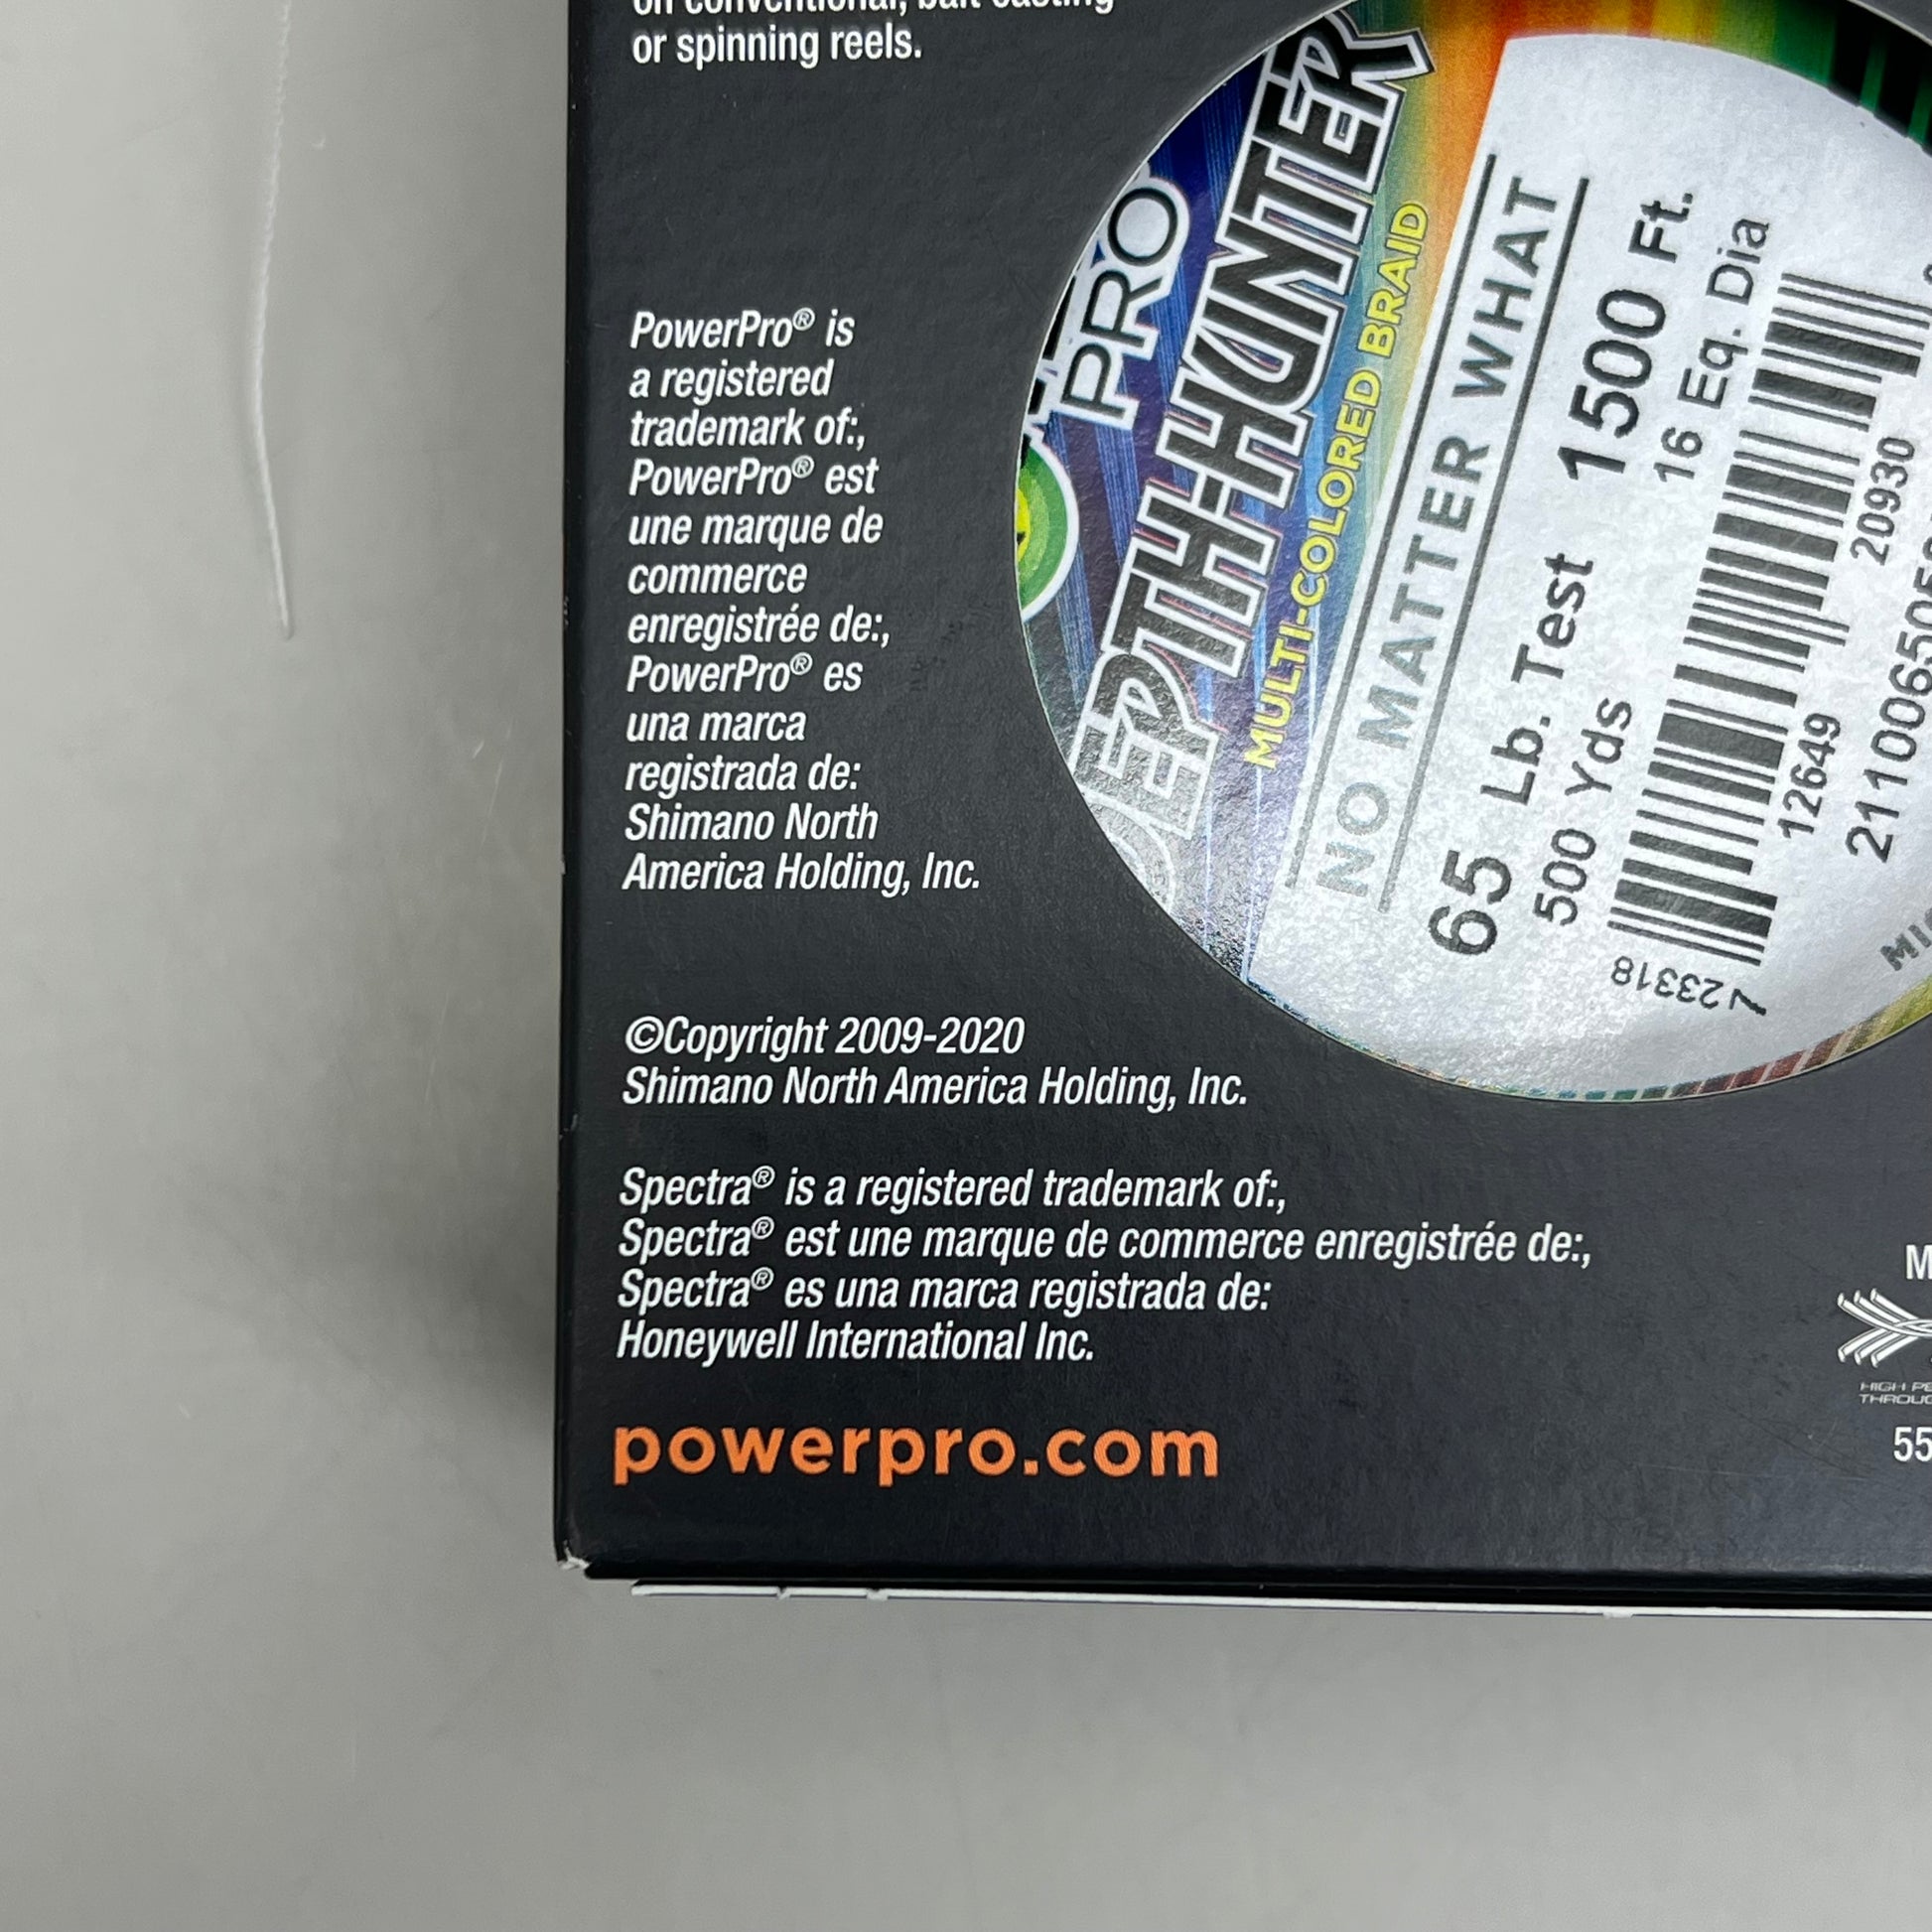 on conventional, bait casting
or spinning reels.
PowerPro® is
a registered
trademark of:,
PowerPro® est
une marque de
commerce
enregistrée de:,
PowerPro® es
una marca
registrada de:
Shimano North
America Holding, Inc.
PRO
DEPTH-HUNTER
MULTI-COLORED BRAID
NO MATTER WHAT
65 Lb. Test 1500 Ft.
500 Yds 16 Eq. Dia
7 23318 12649 20930
©Copyright 2009-2020
Shimano North America Holding, Inc.
Spectra® is a registered trademark of:,
Spectra® est une marque de commerce enregistrée de:,
Spectra® es una marca registrada de:
Honeywell International Inc.
powerpro.com
HIGH
55